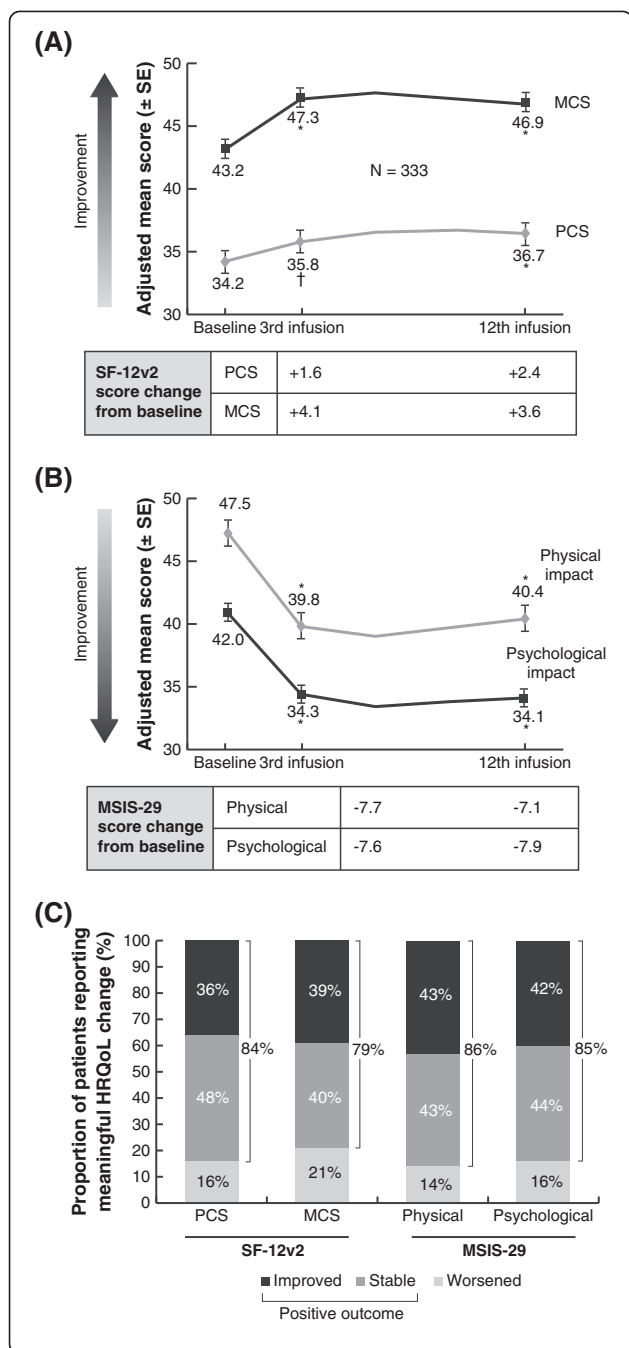 (A)
Improvement
Adjusted mean score (± SE)
50
45
40
35
30
MCS
47.3
*
46.9
*
43.2
N = 333
PCS
34.2
35.8
†
36.7
*
Baseline 3rd infusion 12th infusion
SF-12v2
score change
from baseline
PCS +1.6 +2.4
MCS +4.1 +3.6
(B)
Improvement
Adjusted mean score (± SE)
50
45
40
35
30
47.5
*
39.8
Physical
impact
*
40.4
42.0
Psychological
impact
34.3
*
34.1
*
Baseline 3rd infusion 12th infusion
MSIS-29
score change
from baseline
Physical -7.7 -7.1
Psychological -7.6 -7.9
(C)
Proportion of patients reporting
meaningful HRQoL change (%)
100
90
80
70
60
50
40
30
20
10
0
36% 39% 43% 42%
84% 79% 86% 85%
48% 40% 43% 44%
16% 21% 14% 16%
PCS MCS Physical Psychological
SF-12v2 MSIS-29
Improved Stable Worsened
Positive outcome